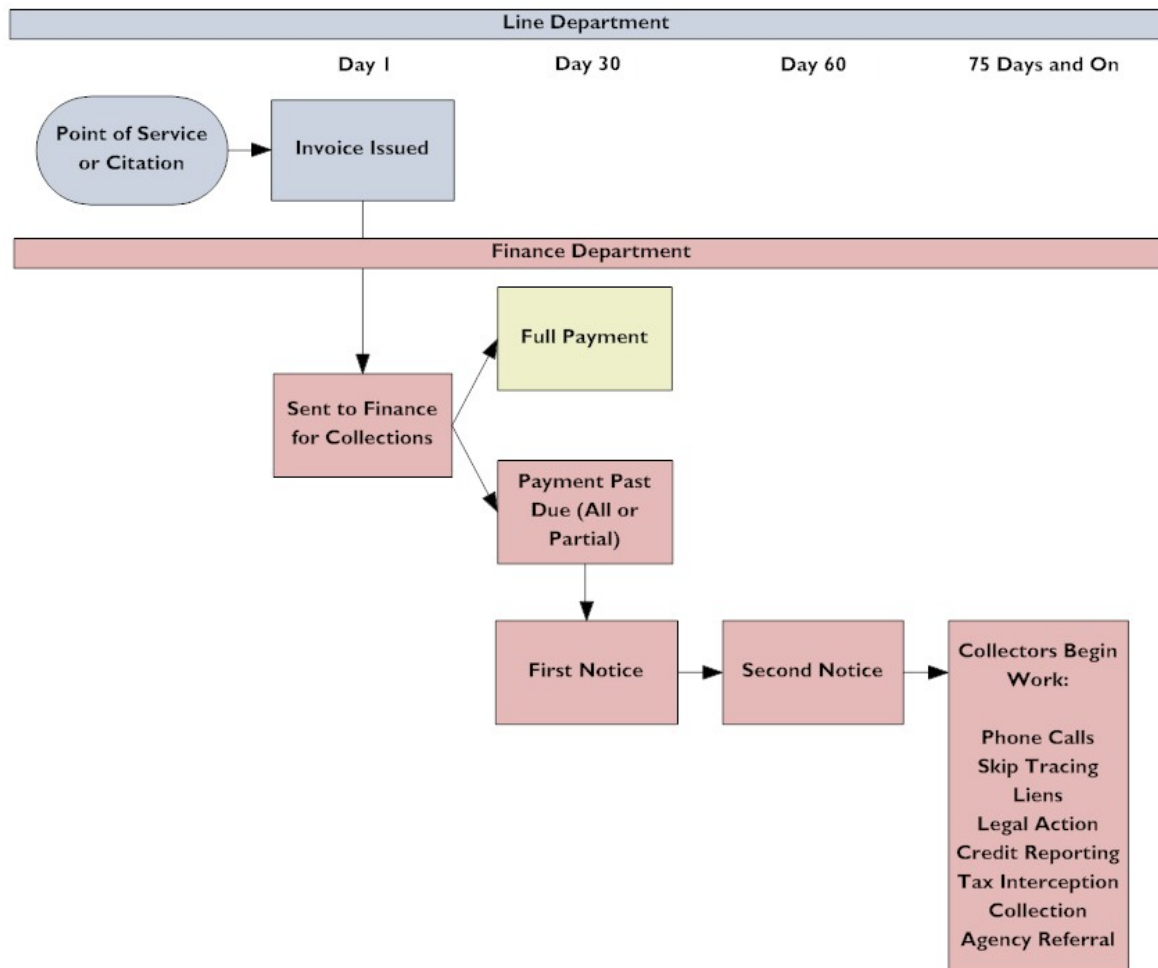 Line Department
Day 1
Day 30
Day 60
75 Days and On
Point of Service
or Citation
Invoice Issued
Finance Department
Full Payment
Sent to Finance
for Collections
Payment Past
Due (All or
Partial)
First Notice
Second Notice
Collectors Begin
Work:
Phone Calls
Skip Tracing
Liens
Legal Action
Credit Reporting
Tax Interception
Collection
Agency Referral